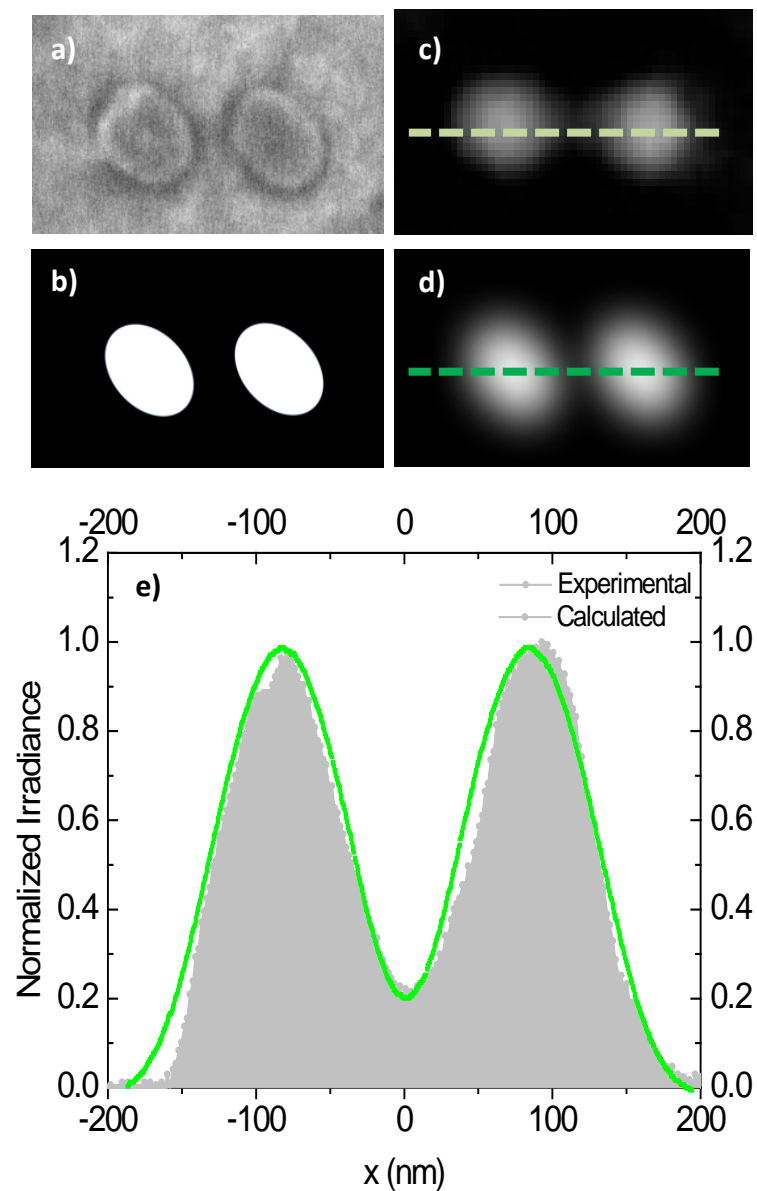 a)
c)
b)
d)
-200 -100 0 100 200
1.2 1.2
e)
Experimental
Calculated
1.0 1.0
0.8 0.8
0.6 0.6
0.4 0.4
0.2 0.2
0.0 0.0
Normalized Irradiance
-200 -100 0 100 200
x (nm)